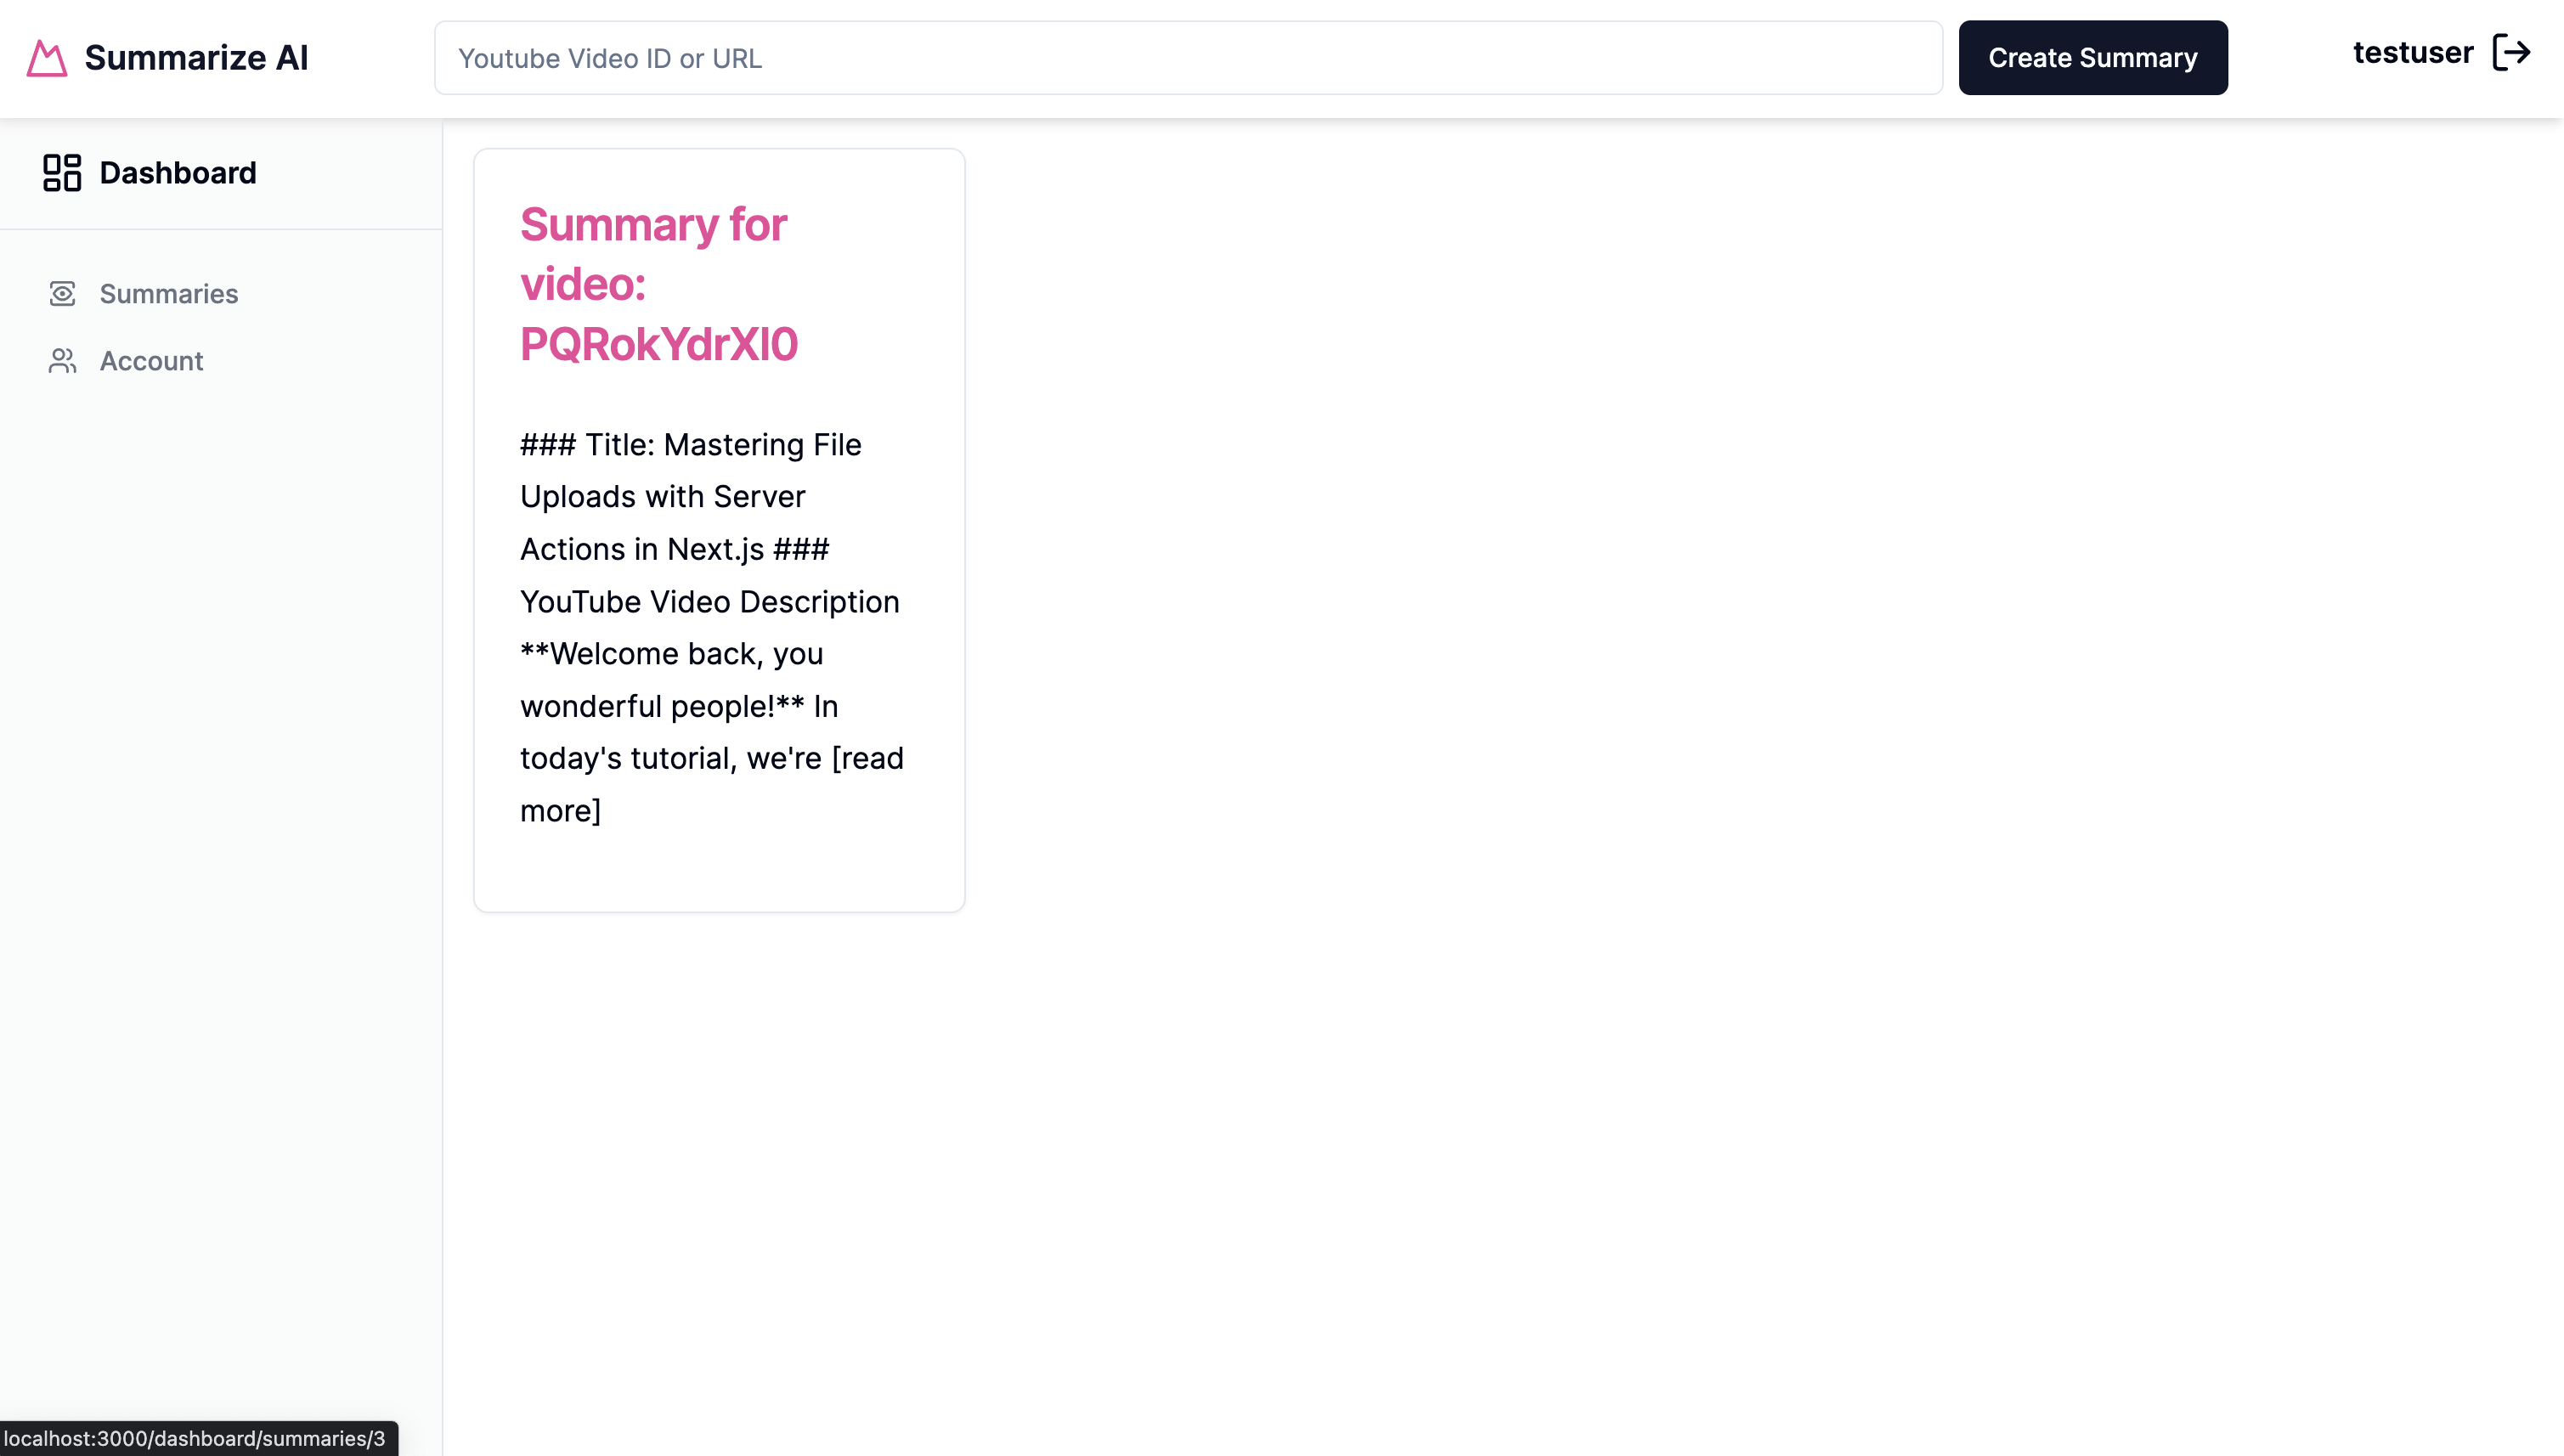 Summarize AI
Youtube Video ID or URL
Create Summary
testuser
Dashboard
Summaries
Account
Summary for
video:
PQRokYdrXl0
### Title: Mastering File
Uploads with Server
Actions in Next.js ###
YouTube Video Description
**Welcome back, you
wonderful people!** In
today's tutorial, we're [read
more]
localhost:3000/dashboard/summaries/3